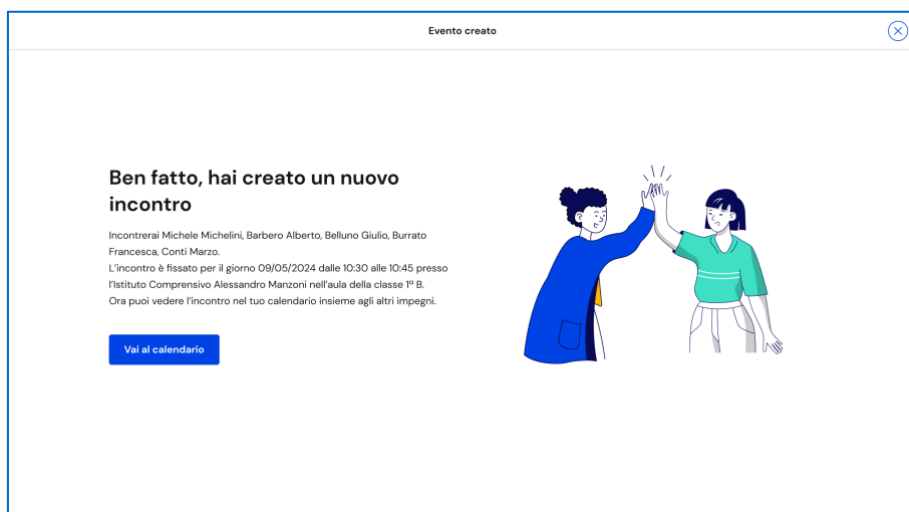 Evento creato
Ben fatto, hai creato un nuovo
incontro
Incontrerai Michele Michelini, Barbero Alberto, Belluno Giulio, Burrato
Francesca, Conti Marzo.
L'incontro è fissato per il giorno 09/05/2024 dalle 10:30 alle 10:45 presso
l'Istituto Comprensivo Alessandro Manzoni nell'aula della classe 1ª B.
Ora puoi vedere l'incontro nel tuo calendario insieme agli altri impegni.
Vai al calendario